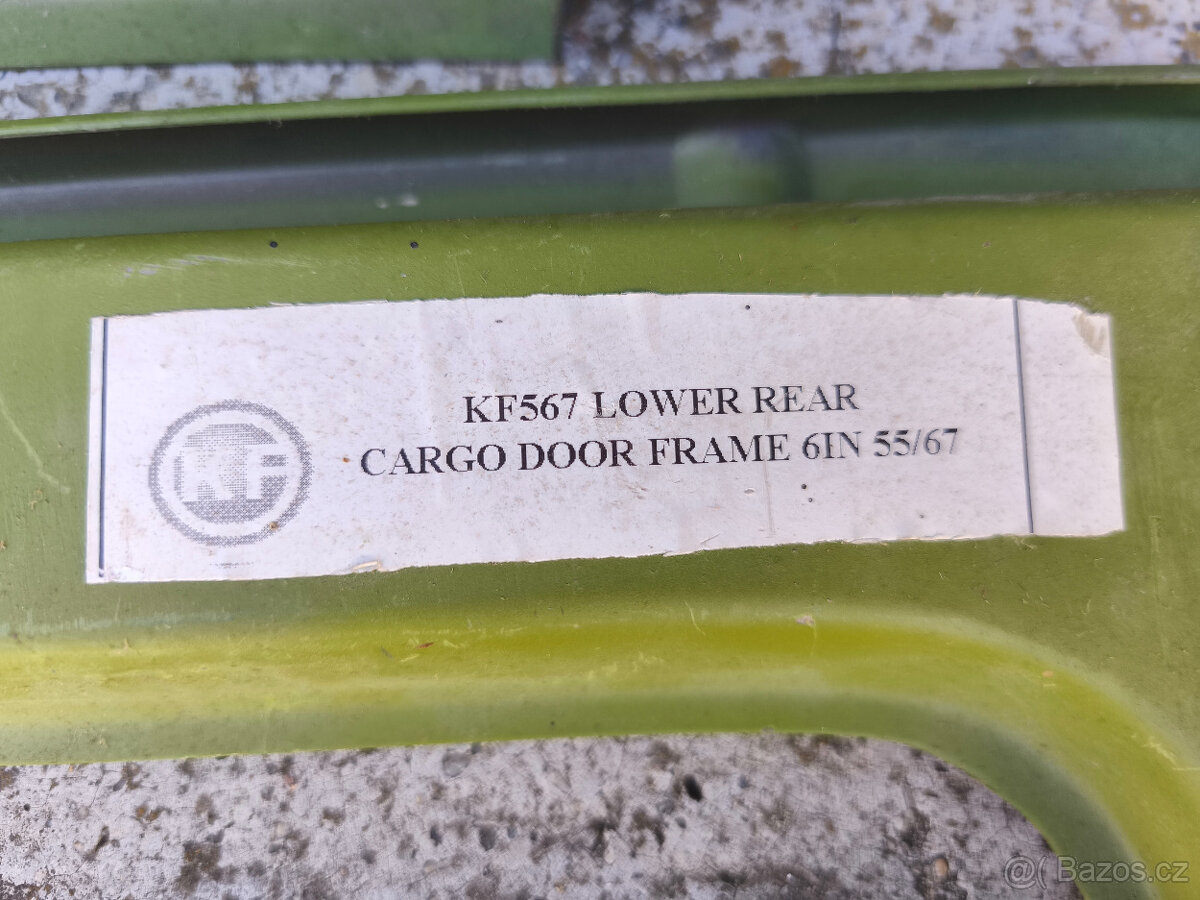 KF
KF567 LOWER REAR
CARGO DOOR FRAME 6IN 55/67
@( Bazos.cz